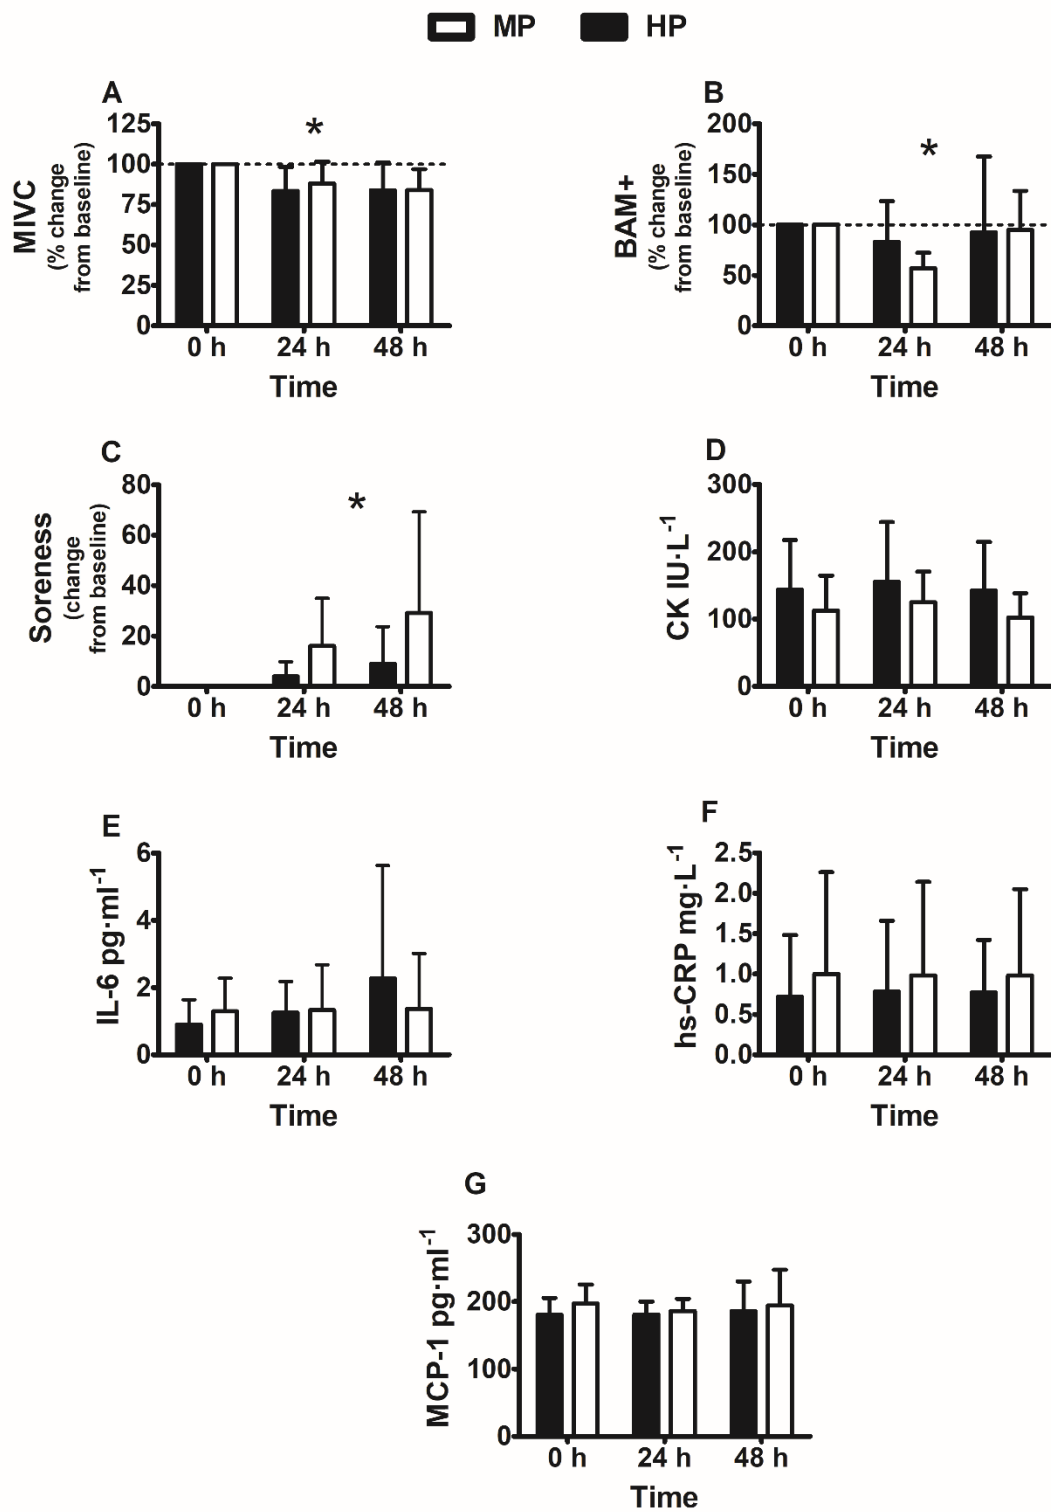 MP HP
A
MIVC
(% change
from baseline)
125
100
75
50
25
0
*
0 h 24 h 48 h
Time
B
BAM+
(% change
from baseline)
200
150
100
50
0
*
0 h 24 h 48 h
Time
C
Soreness
(change
from baseline)
80
60
40
20
0
*
0 h 24 h 48 h
Time
D
CK IU·L⁻¹
300
200
100
0
0 h 24 h 48 h
Time
E
IL-6 pg·ml⁻¹
6
4
2
0
0 h 24 h 48 h
Time
F
hs-CRP mg·L⁻¹
2.5
2.0
1.5
1.0
0.5
0.0
0 h 24 h 48 h
Time
G
MCP-1 pg·ml⁻¹
300
200
100
0
0 h 24 h 48 h
Time